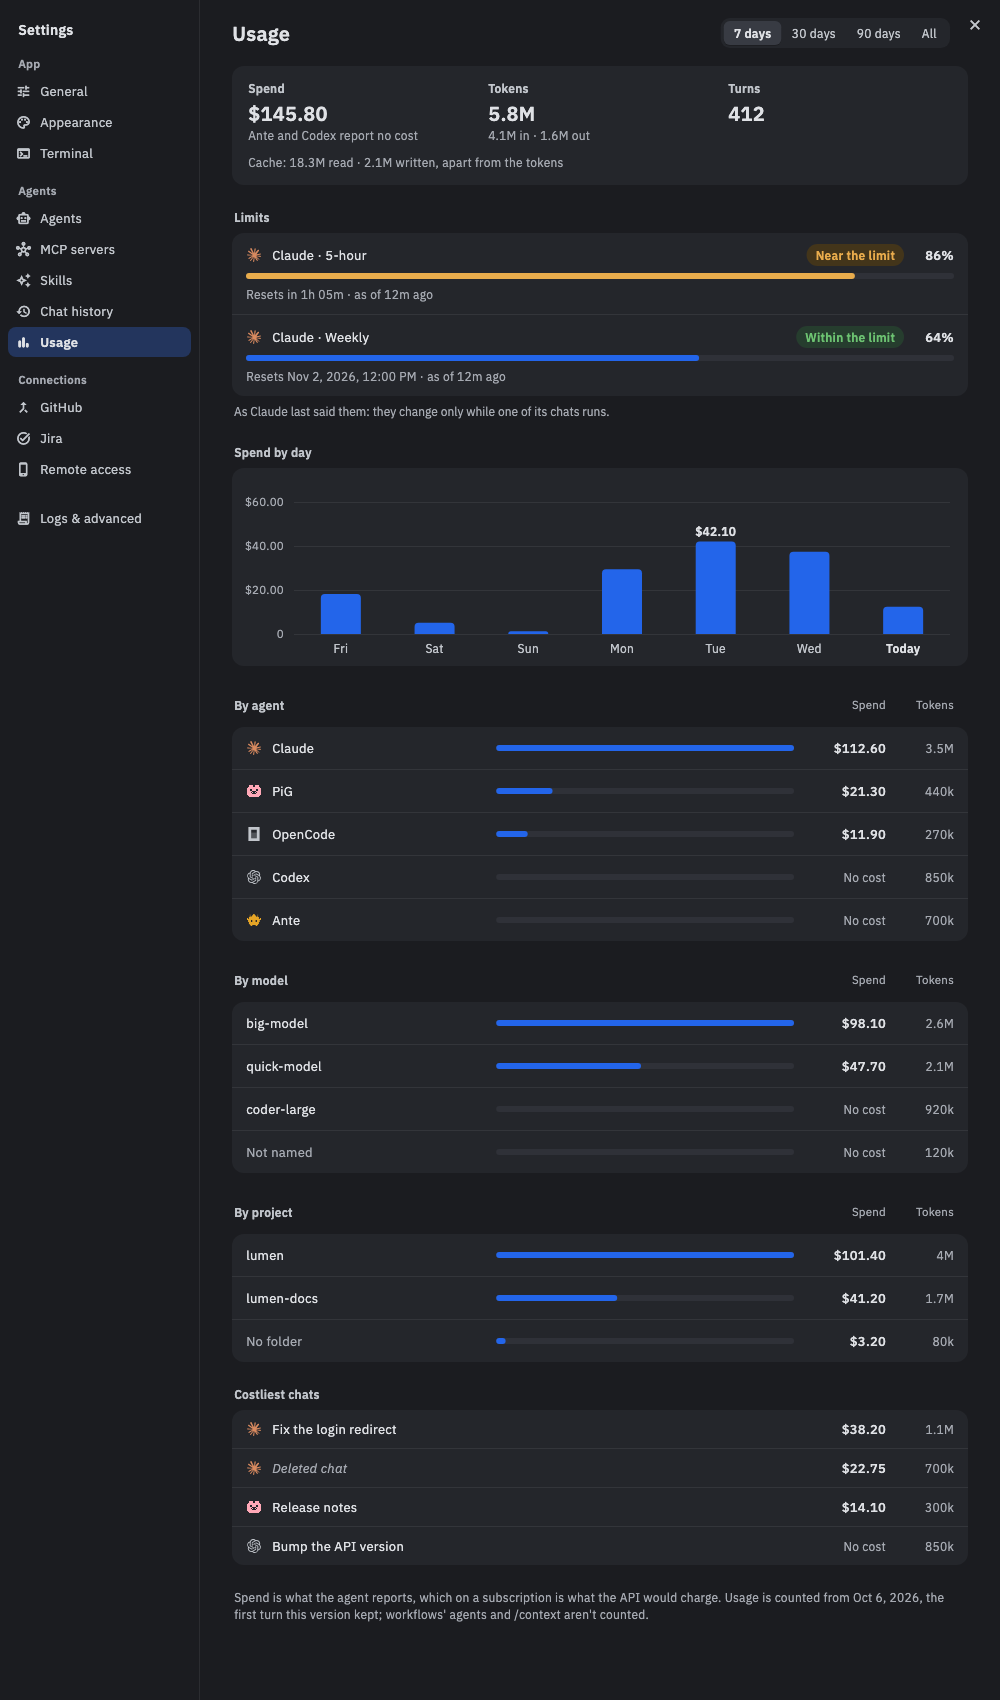 Settings
App
General
Appearance
Terminal
Agents
Agents
MCP servers
Skills
Chat history
Usage
Connections
GitHub
Jira
Remote access
Logs & advanced
Usage
7 days 30 days 90 days All
Spend Tokens Turns
$145.80 5.8M 412
Ante and Codex report no cost 4.1M in · 1.6M out
Cache: 18.3M read · 2.1M written, apart from the tokens
Limits
Claude · 5-hour Near the limit 86%
Resets in 1h 05m · as of 12m ago
Claude · Weekly Within the limit 64%
Resets Nov 2, 2026, 12:00 PM · as of 12m ago
As Claude last said them: they change only while one of its chats runs.
Spend by day
$60.00
$42.10
$40.00
$20.00
0
Fri Sat Sun Mon Tue Wed Today
By agent Spend Tokens
Claude $112.60 3.5M
PiG $21.30 440k
OpenCode $11.90 270k
Codex No cost 850k
Ante No cost 700k
By model Spend Tokens
big-model $98.10 2.6M
quick-model $47.70 2.1M
coder-large No cost 920k
Not named No cost 120k
By project Spend Tokens
lumen $101.40 4M
lumen-docs $41.20 1.7M
No folder $3.20 80k
Costliest chats
Fix the login redirect $38.20 1.1M
Deleted chat $22.75 700k
Release notes $14.10 300k
Bump the API version No cost 850k
Spend is what the agent reports, which on a subscription is what the API would charge. Usage is counted from Oct 6, 2026, the
first turn this version kept; workflows' agents and /context aren't counted.